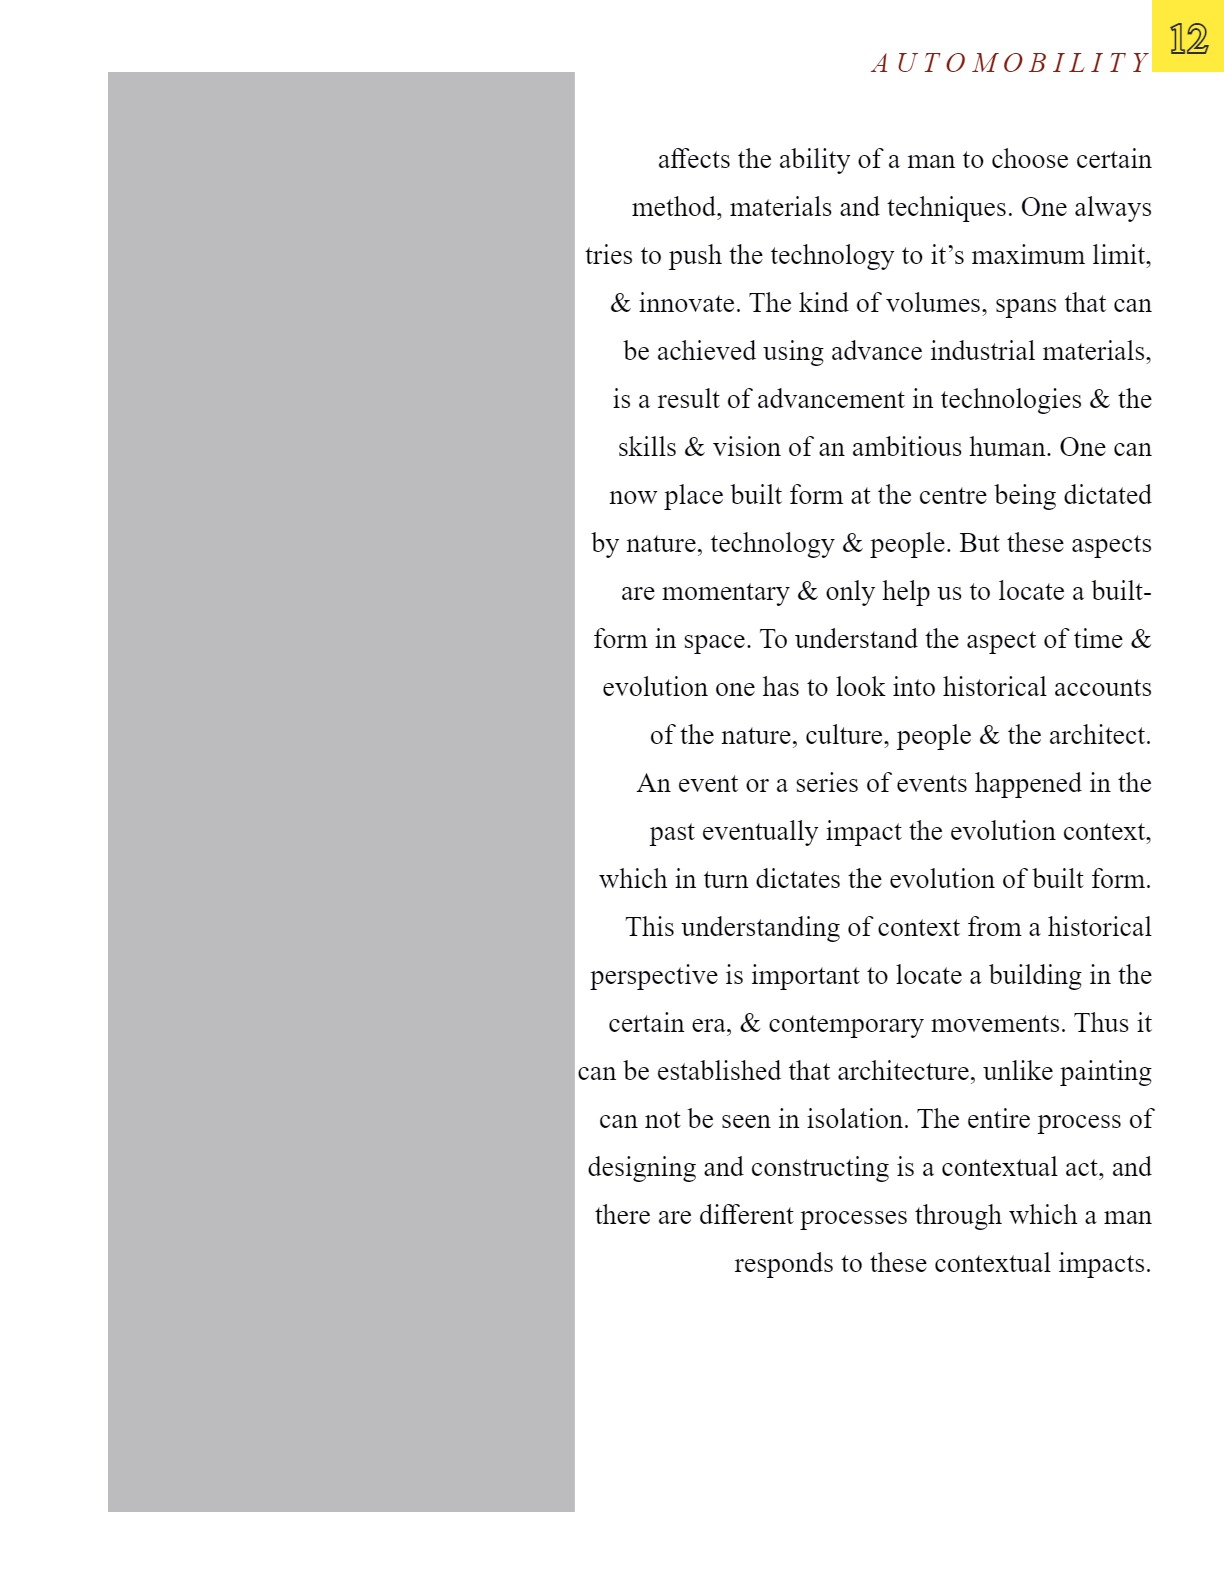 12
AUTOMOBILITY
affects the ability of a man to choose certain
method, materials and techniques. One always
tries to push the technology to it’s maximum limit,
& innovate. The kind of volumes, spans that can
be achieved using advance industrial materials,
is a result of advancement in technologies & the
skills & vision of an ambitious human. One can
now place built form at the centre being dictated
by nature, technology & people. But these aspects
are momentary & only help us to locate a built-
form in space. To understand the aspect of time &
evolution one has to look into historical accounts
of the nature, culture, people & the architect.
An event or a series of events happened in the
past eventually impact the evolution context,
which in turn dictates the evolution of built form.
This understanding of context from a historical
perspective is important to locate a building in the
certain era, & contemporary movements. Thus it
can be established that architecture, unlike painting
can not be seen in isolation. The entire process of
designing and constructing is a contextual act, and
there are different processes through which a man
responds to these contextual impacts.